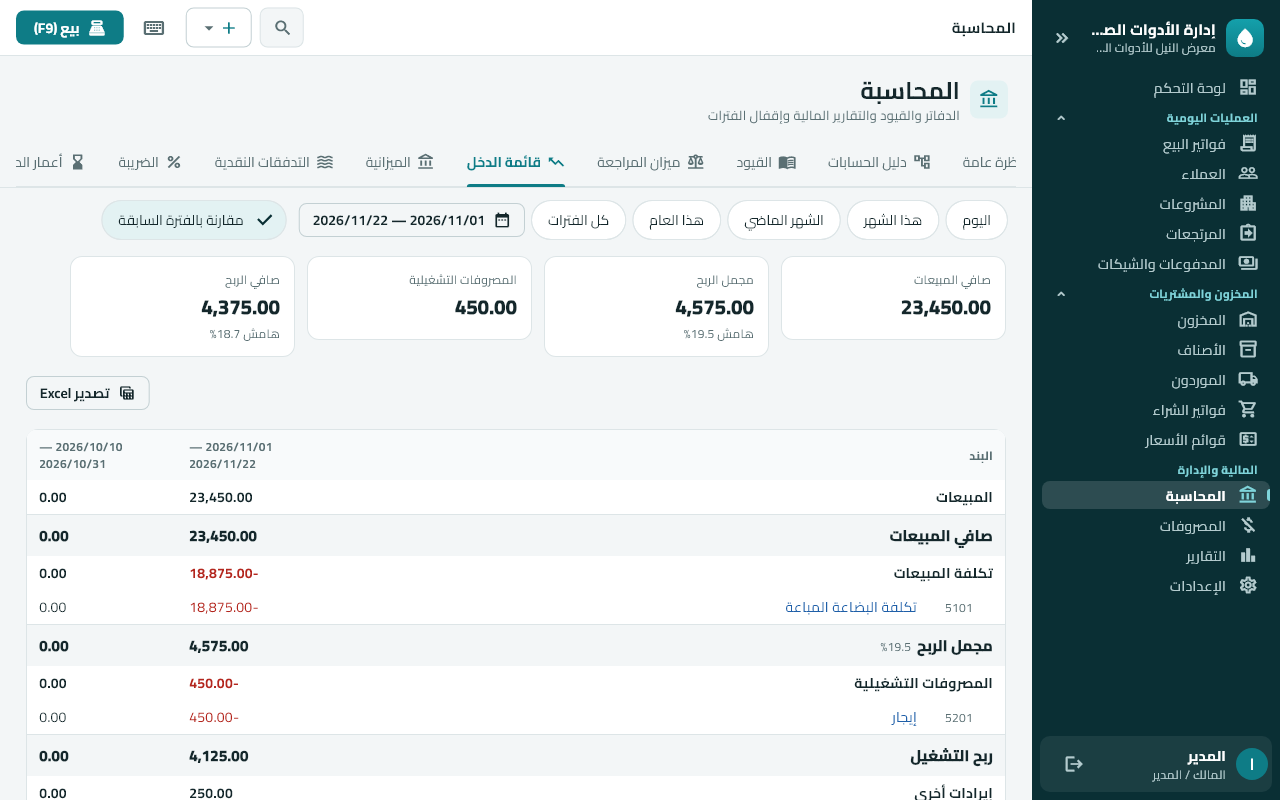 إدارة الأدوات الصـ...
معرض النيل للأدوات الـ...
لوحة التحكم
العمليات اليومية
فواتير البيع
العملاء
المشروعات
المرتجعات
المدفوعات والشيكات
المخزون والمشتريات
المخزون
الأصناف
الموردون
فواتير الشراء
قوائم الأسعار
المالية والإدارة
المحاسبة
المصروفات
التقارير
الإعدادات
المدير
المالك / المدير
ا
المحاسبة
بيع (F9)
المحاسبة
الدفاتر والقيود والتقارير المالية وإقفال الفترات
ظرة عامة
دليل الحسابات
القيود
ميزان المراجعة
قائمة الدخل
الميزانية
التدفقات النقدية
الضريبة
أعمار الد
اليوم
هذا الشهر
الشهر الماضي
هذا العام
كل الفترات
2026/11/01 — 2026/11/22
مقارنة بالفترة السابقة
صافي المبيعات
23,450.00
مجمل الربح
4,575.00
هامش 19.5%
المصروفات التشغيلية
450.00
صافي الربح
4,375.00
هامش 18.7%
تصدير Excel
البند
2026/11/01 —
2026/11/22
2026/10/10 —
2026/10/31
المبيعات 23,450.00 0.00
صافي المبيعات 23,450.00 0.00
تكلفة المبيعات -18,875.00 0.00
5101 تكلفة البضاعة المباعة -18,875.00 0.00
مجمل الربح 19.5% 4,575.00 0.00
المصروفات التشغيلية -450.00 0.00
5201 إيجار -450.00 0.00
ربح التشغيل 4,125.00 0.00
إيرادات أخرى 250.00 0.00